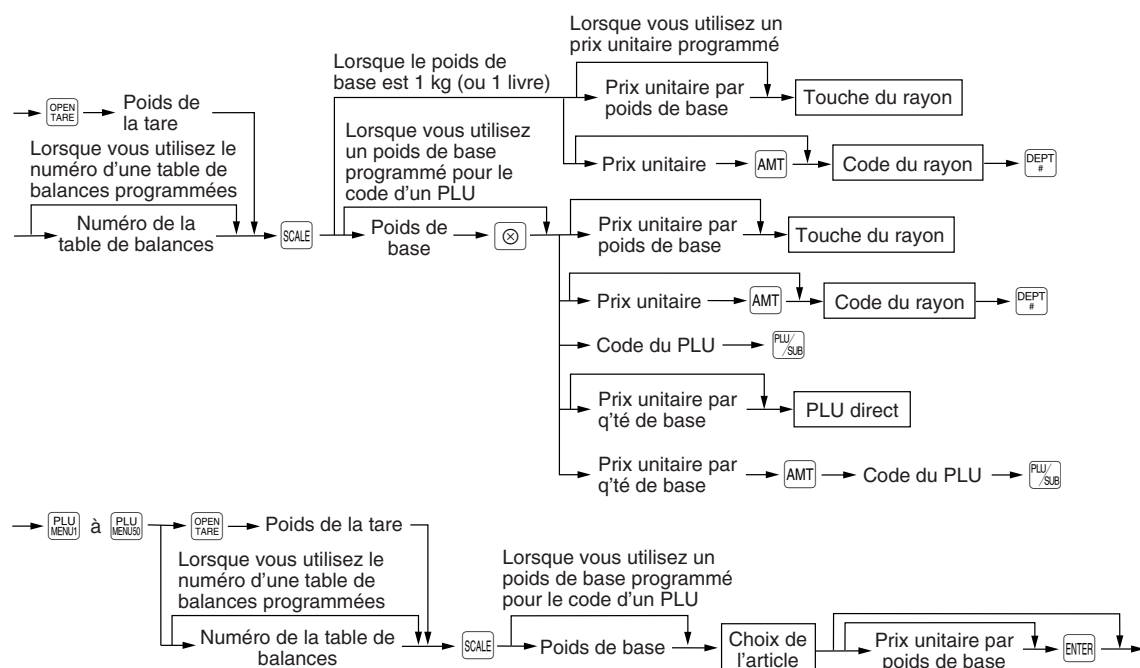 Lorsque vous utilisez un
prix unitaire programmé
Lorsque le poids de
base est 1 kg (ou 1 livre)
Prix unitaire par
poids de base
Touche du rayon
OPEN
TARE
Poids de
la tare
Lorsque vous utilisez
un poids de base
programmé pour le
code d'un PLU
Prix unitaire
AMT
Code du rayon
DEPT
#
Lorsque vous utilisez le
numéro d'une table de
balances programmées
Numéro de la
table de balances
SCALE
Poids de
base
⊗
Prix unitaire par
poids de base
Touche du rayon
Prix unitaire
AMT
Code du rayon
DEPT
#
Code du PLU
PLU/
/SUB
Prix unitaire par
q'té de base
PLU direct
Prix unitaire par
q'té de base
AMT
Code du PLU
PLU/
/SUB
PLU
MENU1
à
PLU
MENU50
OPEN
TARE
Poids de la tare
Lorsque vous utilisez le
numéro d'une table de
balances programmées
Lorsque vous utilisez un
poids de base programmé
pour le code d'un PLU
Numéro de la table de
balances
SCALE
Poids de base
Choix de
l'article
Prix unitaire par
poids de base
ENTER